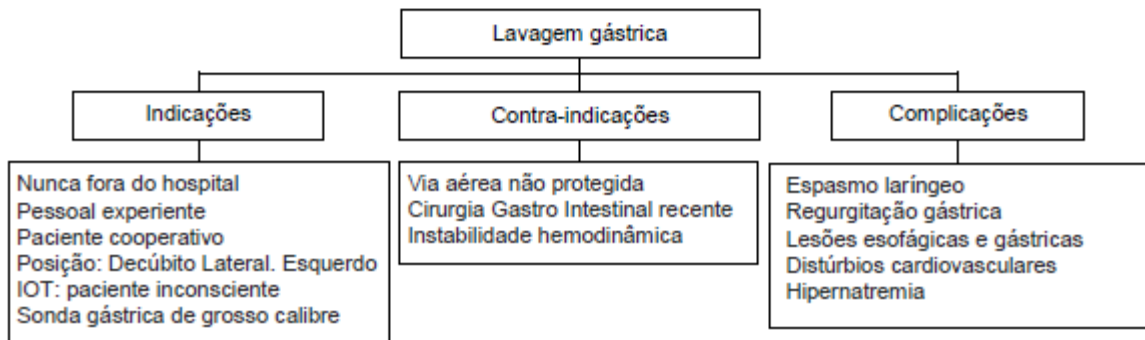 Lavagem gástrica
Indicações
Contra-indicações
Complicações
Nunca fora do hospital
Pessoal experiente
Paciente cooperativo
Posição: Decúbito Lateral. Esquerdo
IOT: paciente inconsciente
Sonda gástrica de grosso calibre
Via aérea não protegida
Cirurgia Gastro Intestinal recente
Instabilidade hemodinâmica
Espasmo laríngeo
Regurgitação gástrica
Lesões esofágicas e gástricas
Distúrbios cardiovasculares
Hipernatremia